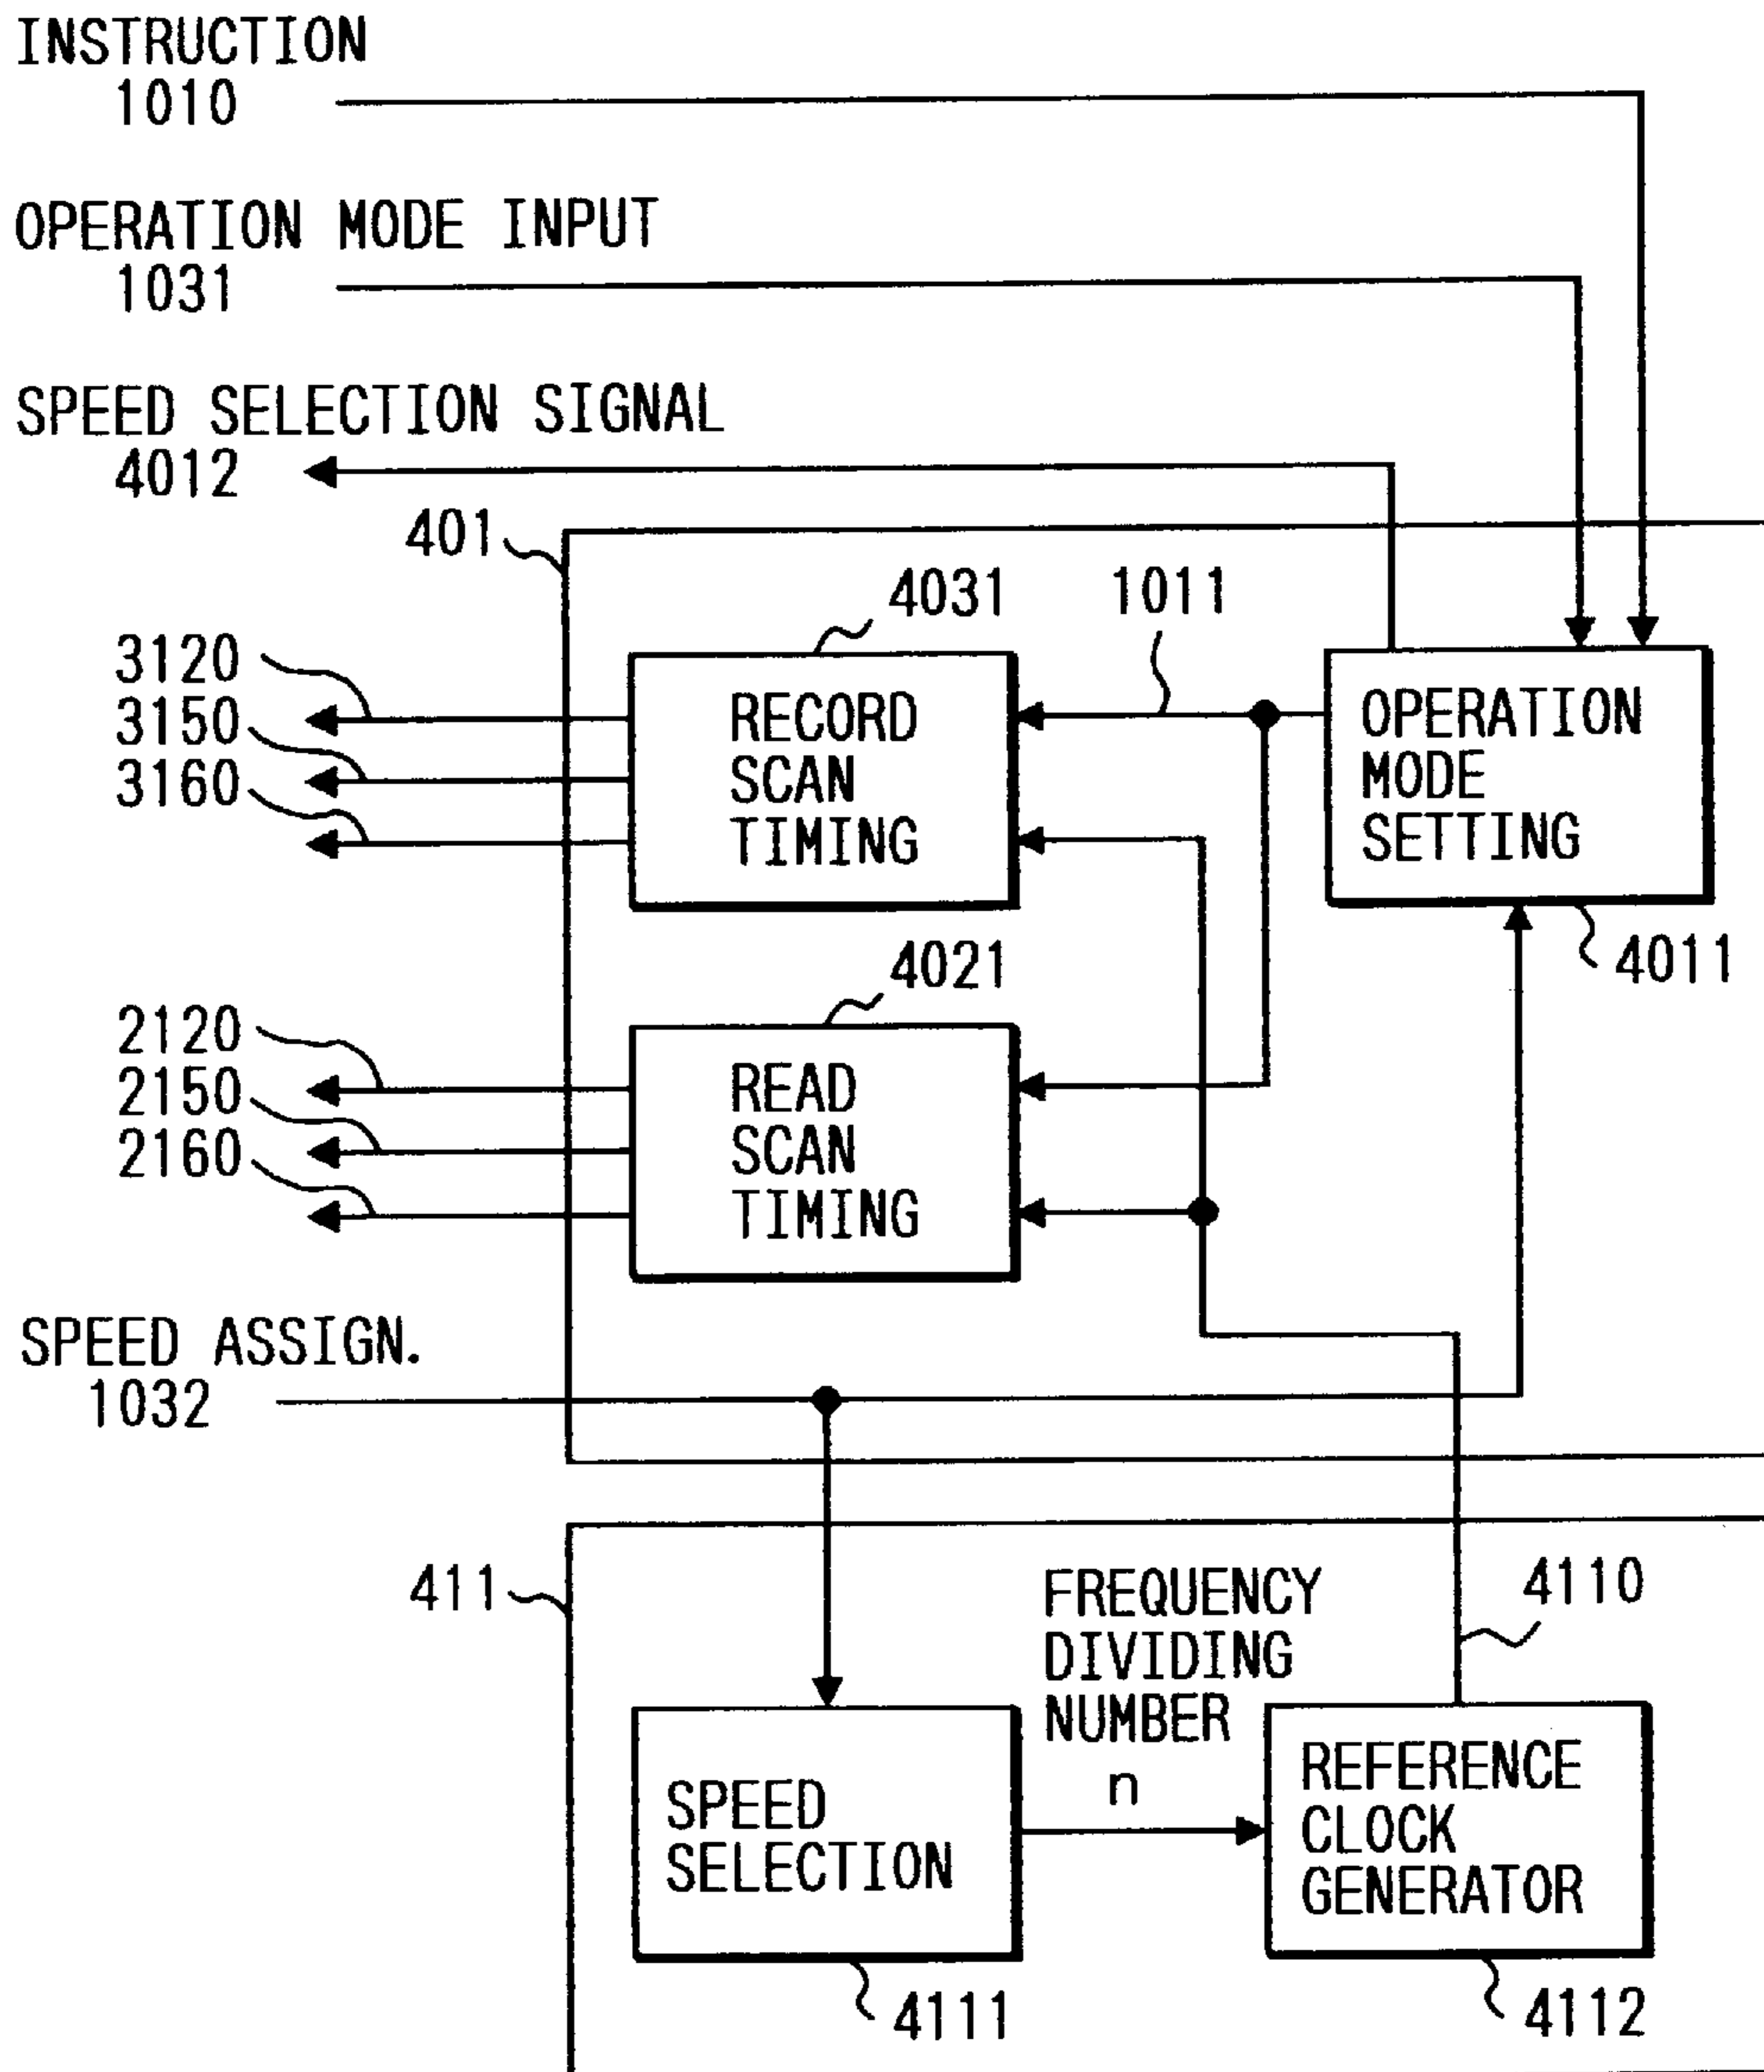 INSTRUCTION
1010
OPERATION MODE INPUT
1031
SPEED SELECTION SIGNAL
4012
401
4031
1011
3120
3150
3160
RECORD
SCAN
TIMING
OPERATION
MODE
SETTING
4011
4021
2120
2150
2160
READ
SCAN
TIMING
SPEED ASSIGN.
1032
411
FREQUENCY
DIVIDING
NUMBER
n
4110
SPEED
SELECTION
REFERENCE
CLOCK
GENERATOR
4111
4112